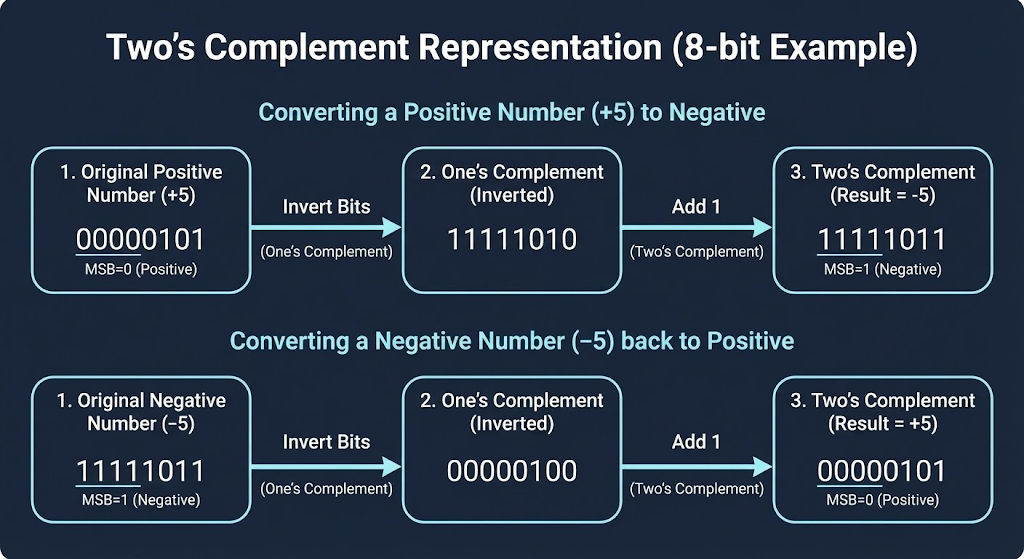 Two's Complement Representation (8-bit Example)
Converting a Positive Number (+5) to Negative
1. Original Positive
Number (+5)
00000101
MSB=0 (Positive)
Invert Bits
(One's Complement)
2. One's Complement
(Inverted)
11111010
Add 1
(Two's Complement)
3. Two's Complement
(Result = -5)
11111011
MSB=1 (Negative)
Converting a Negative Number (−5) back to Positive
1. Original Negative
Number (−5)
11111011
MSB=1 (Negative)
Invert Bits
(One's Complement)
2. One's Complement
(Inverted)
00000100
Add 1
(Two's Complement)
3. Two's Complement
(Result = +5)
00000101
MSB=0 (Positive)